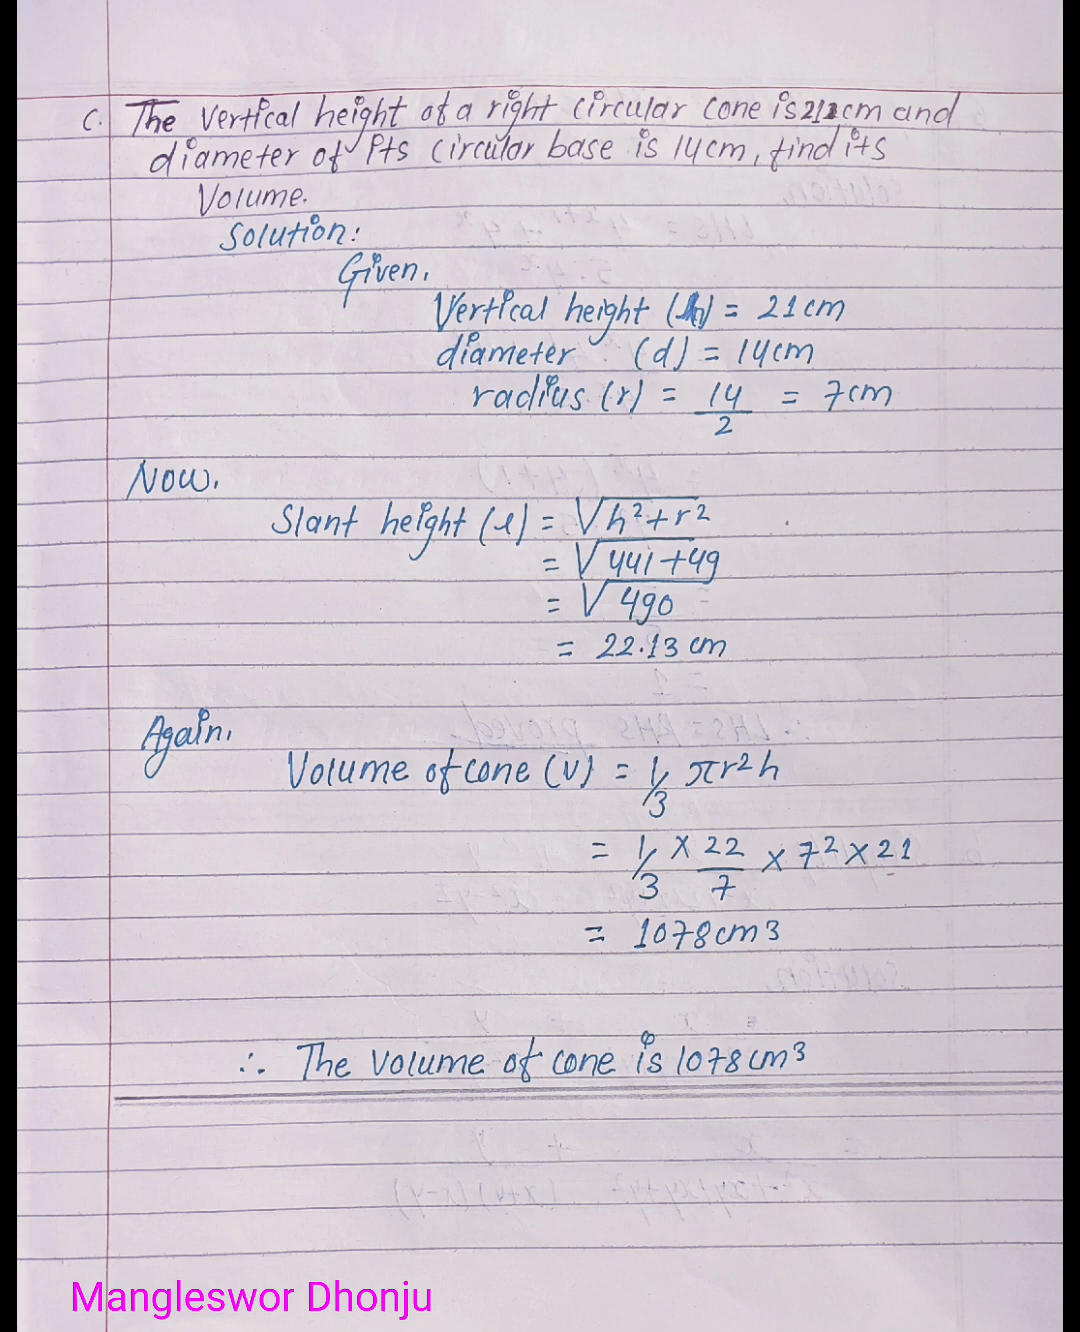 C. The vertical height of a right circular cone is 21cm and
diameter of its circular base is 14cm, find its
Volume.
Solution:
Given,
Vertical height (h) = 21cm
diameter (d) = 14cm
radius (r) = 14/2 = 7cm
Now,
Slant height (l) = √h²+r²
= √441+49
= √490
= 22.13 cm
Again,
Volume of cone (v) = 1/3 πr²h
= 1/3 × 22/7 × 7² × 21
= 1078cm3
∴ The volume of cone is 1078cm³
Mangleswor Dhonju